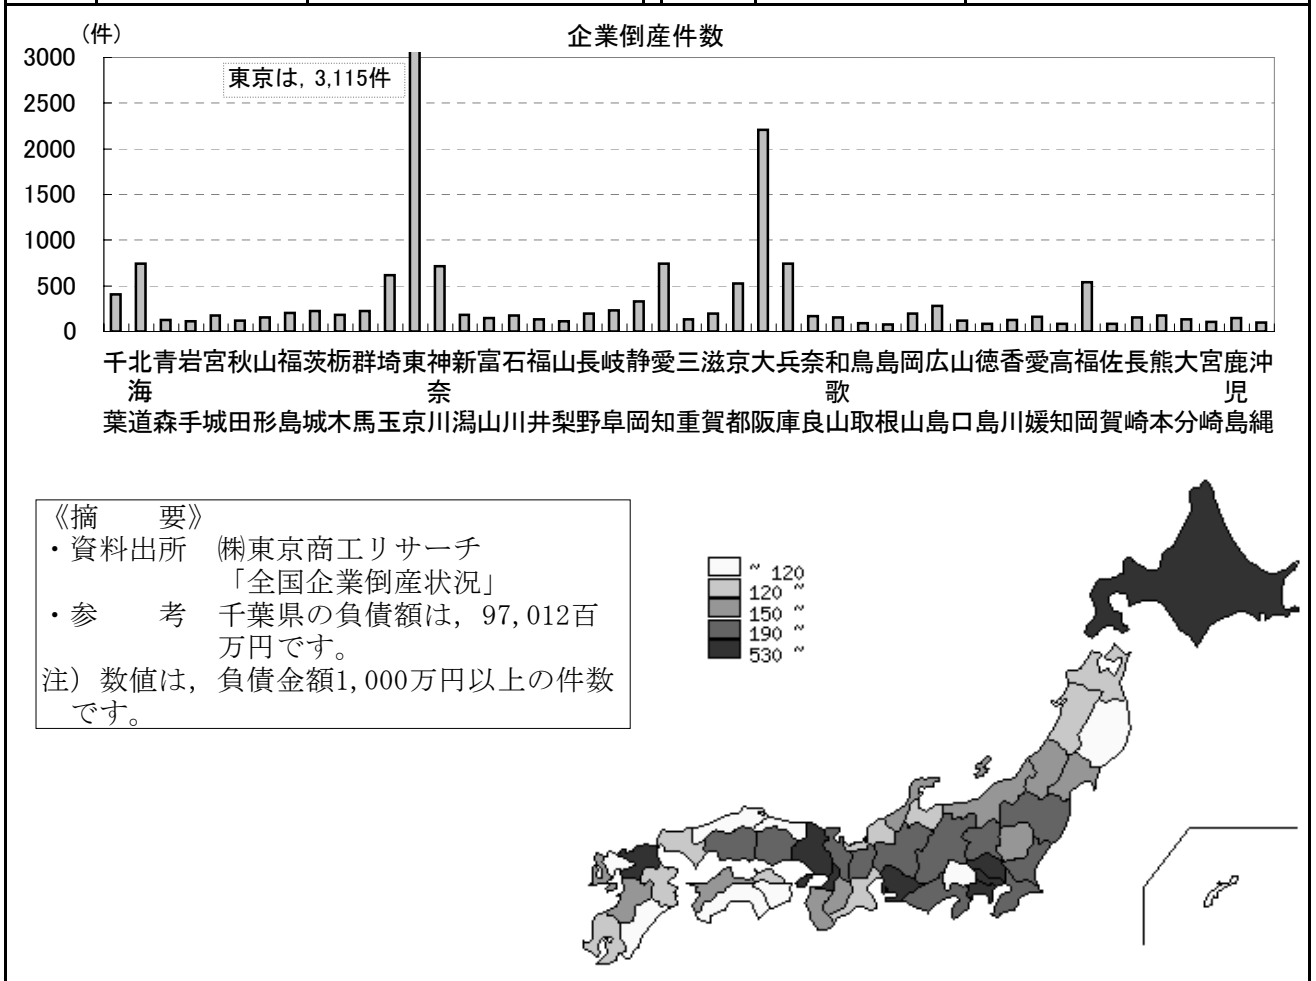 (件)
企業倒産件数
3000
2500
2000
1500
1000
500
0
東京は，3,115件
千葉
北海道
青森
岩手
宮城
秋田
山形
福島
茨城
栃木
群馬
埼玉
東京
神奈川
新潟
富山
石川
福井
山梨
長野
岐阜
静岡
愛知
三重
滋賀
京都
大阪
兵庫
奈良
和歌山
鳥取
島根
岡山
広島
山口
徳島
香川
愛媛
高知
福岡
佐賀
長崎
熊本
大分
宮崎
鹿児島
沖縄
《摘　　要》
・資料出所　㈱東京商工リサーチ
「全国企業倒産状況」
・参　　考　千葉県の負債額は，97,012百
万円です。
注）数値は，負債金額1,000万円以上の件数
です。
~ 120
120 ~
150 ~
190 ~
530 ~